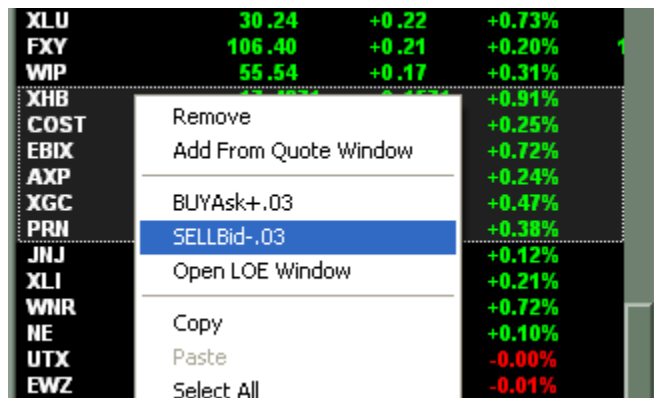 XLU 30.24 +0.22 +0.73%
FXY 106.40 +0.21 +0.20% 1
WIP 55.54 +0.17 +0.31%
XHB +0.91%
COST +0.25%
EBIX +0.72%
AXP +0.24%
XGC +0.47%
PRN +0.38%
JNJ +0.12%
XLI +0.21%
WNR +0.72%
NE +0.10%
UTX -0.00%
EWZ -0.01%
Remove
Add From Quote Window
BUYAsk+.03
SELLBid-.03
Open LOE Window
Copy
Paste
Select All